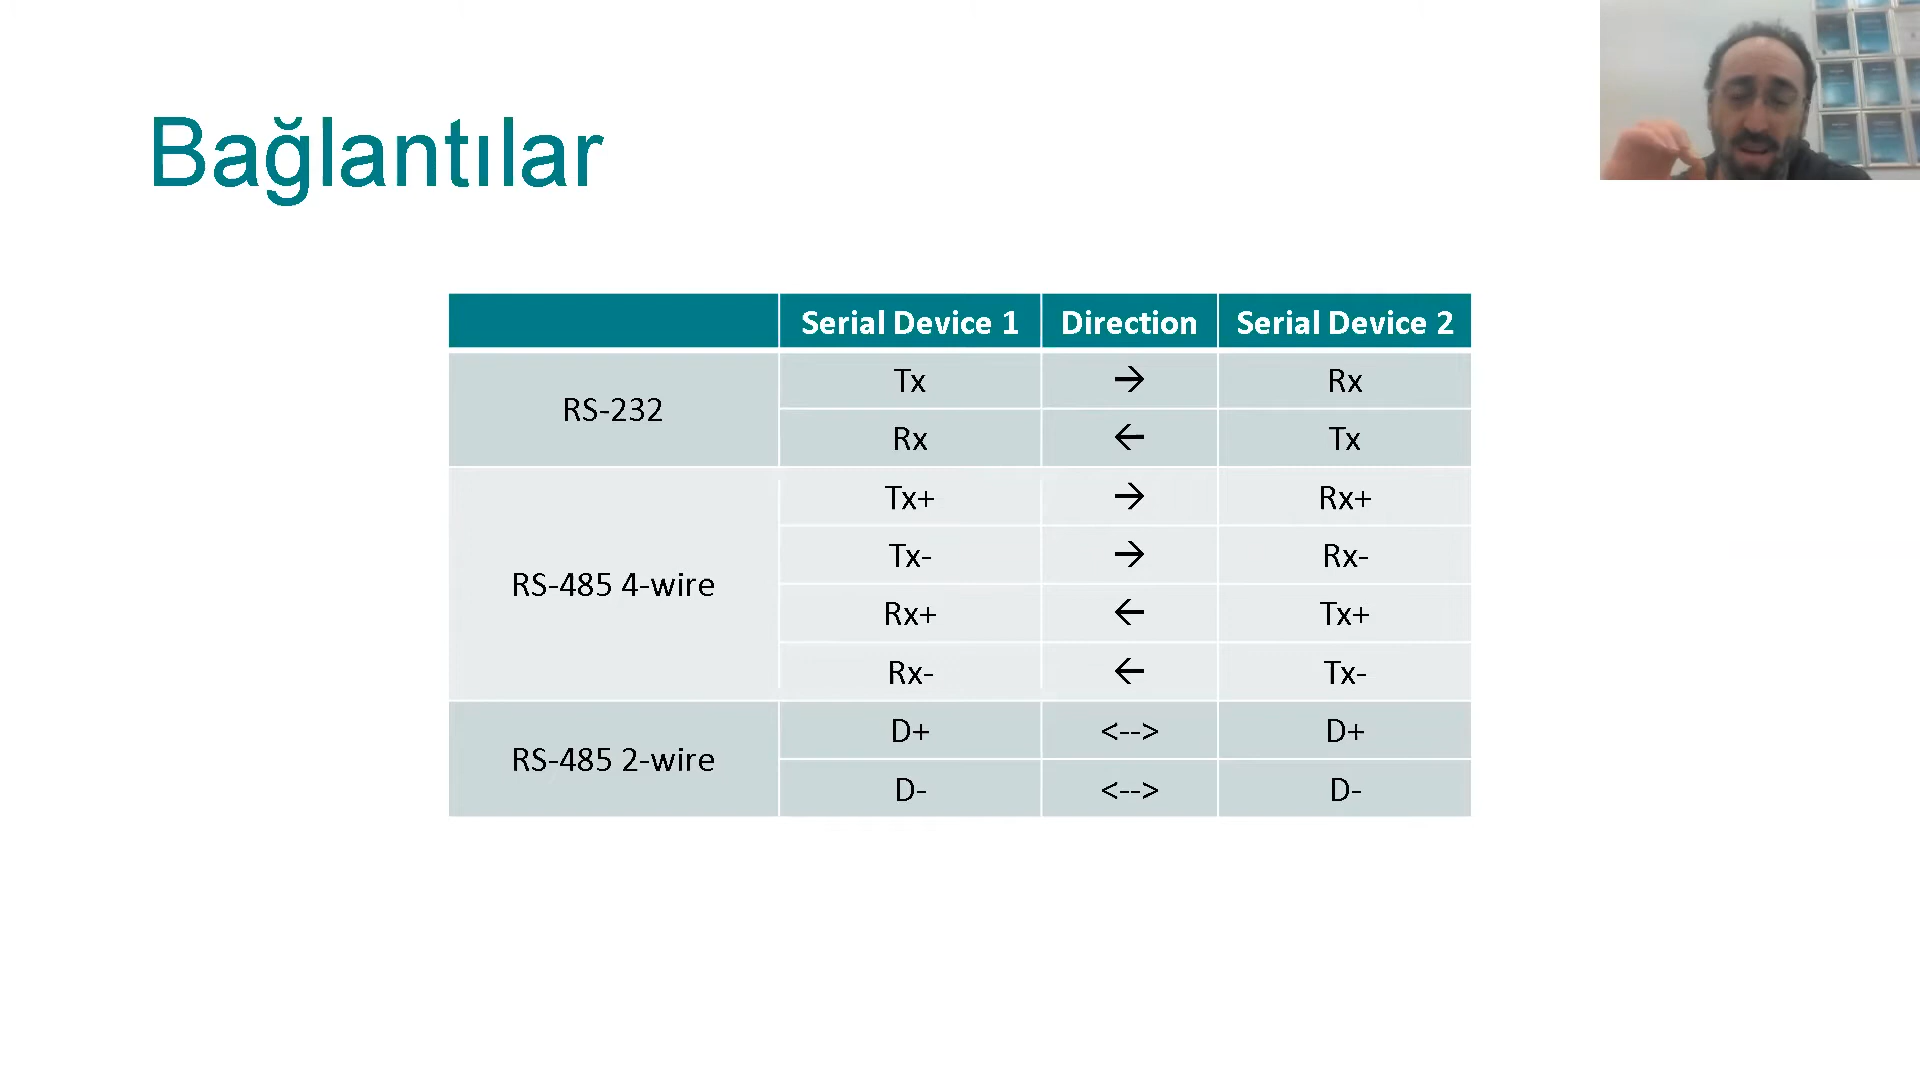 Bağlantılar
Serial Device 1 Direction Serial Device 2
RS-232
Tx → Rx
Rx ← Tx
RS-485 4-wire
Tx+ → Rx+
Tx- → Rx-
Rx+ ← Tx+
Rx- ← Tx-
RS-485 2-wire
D+ <--> D+
D- <--> D-